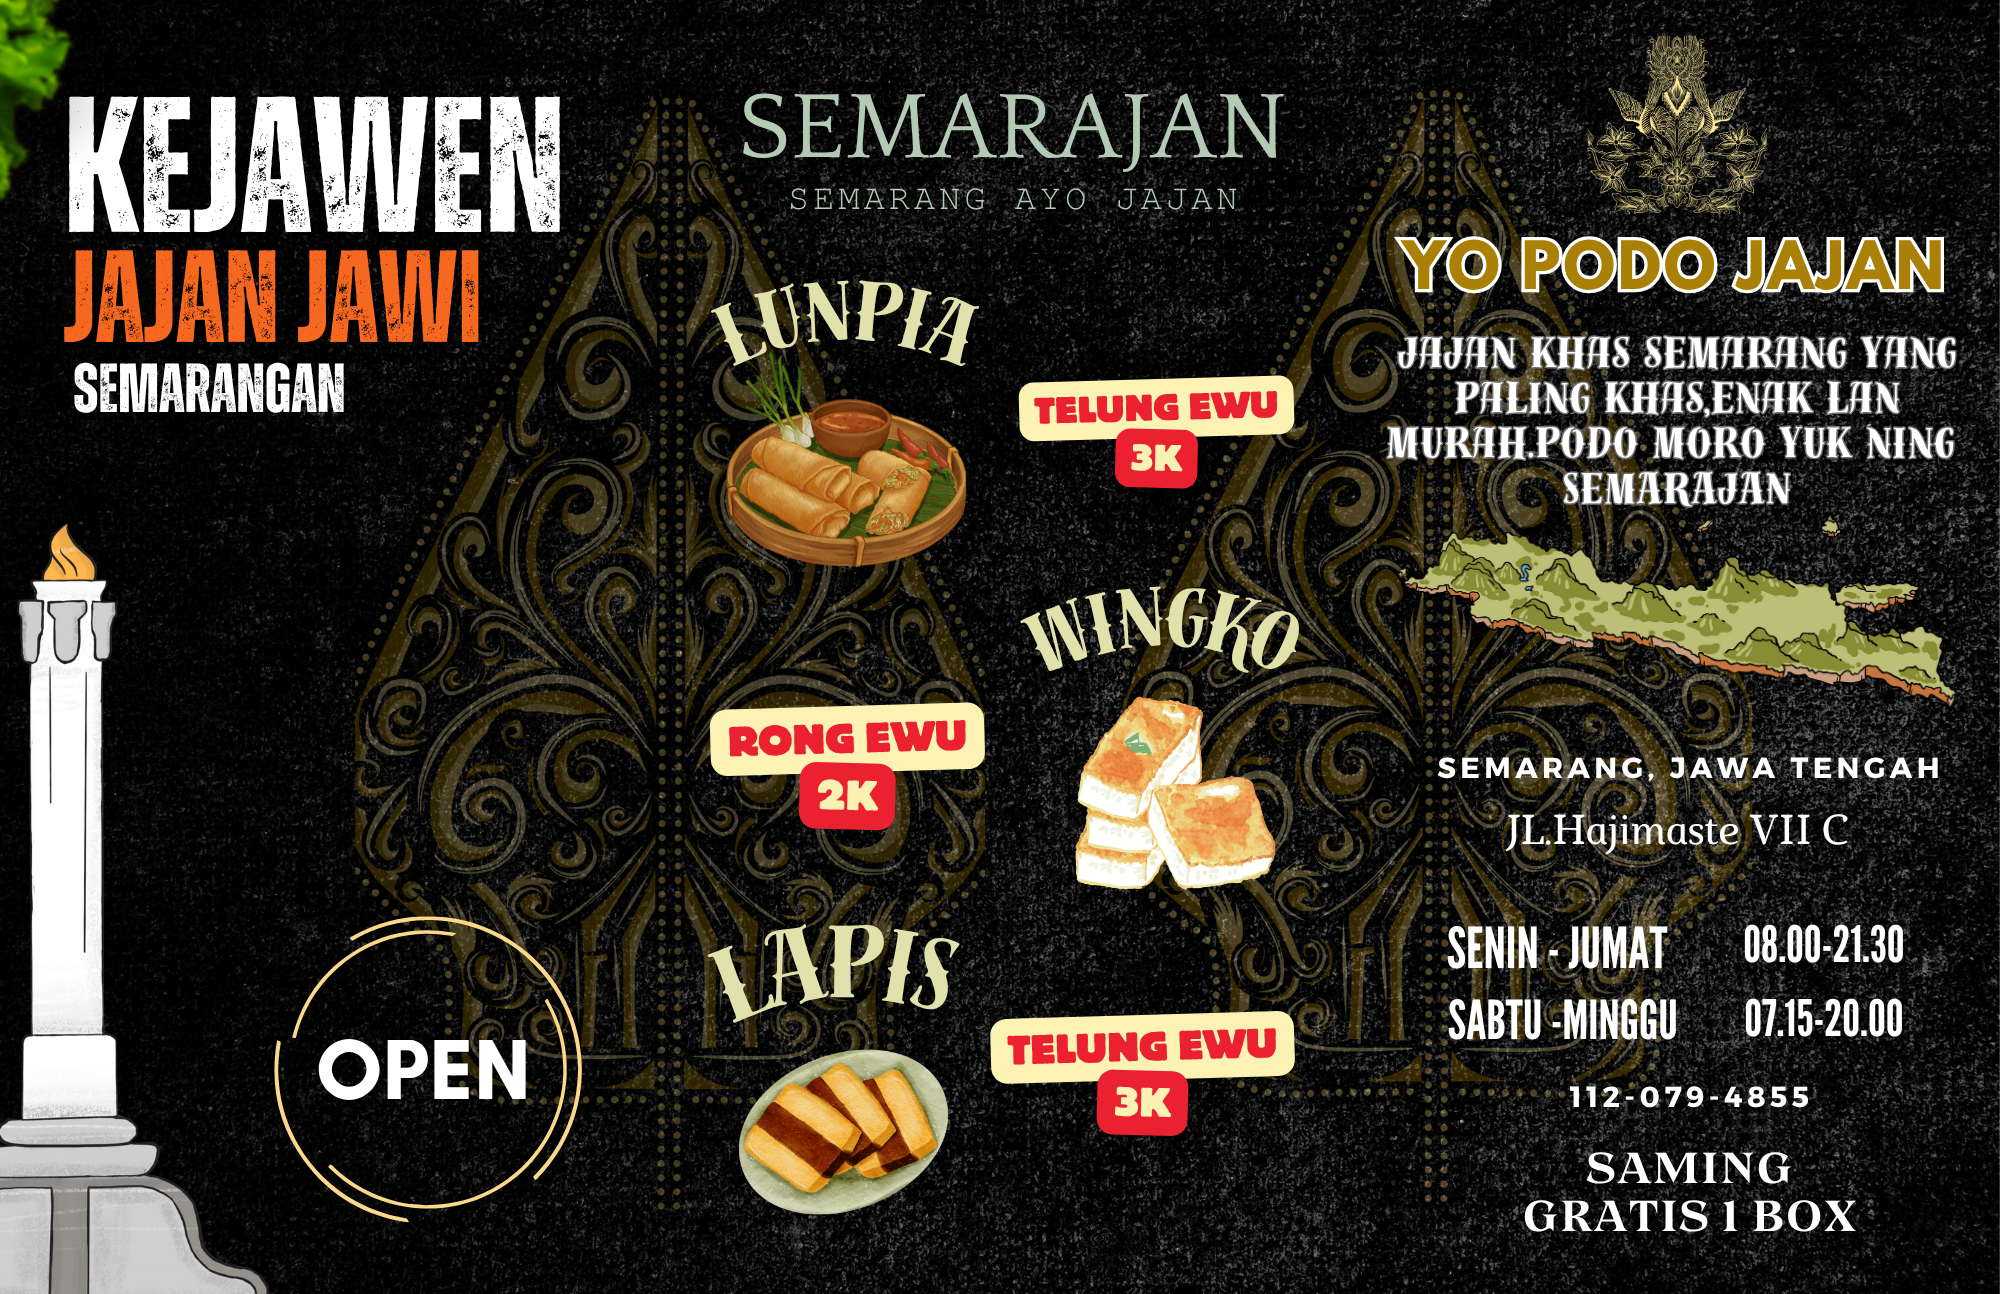 KEJAWEN
JAJAN JAWI
SEMARANGAN
OPEN
SEMARAJAN
SEMARANG AYO JAJAN
LUNPIA
TELUNG EWU
3K
WINGKO
RONG EWU
2K
LAPIS
TELUNG EWU
3K
YO PODO JAJAN
JAJAN KHAS SEMARANG YANG
PALING KHAS,ENAK LAN
MURAH.PODO MORO YUK NING
SEMARAJAN
SEMARANG, JAWA TENGAH
JL.Hajimaste VII C
SENIN - JUMAT 08.00-21.30
SABTU -MINGGU 07.15-20.00
112-079-4855
SAMING
GRATIS 1 BOX